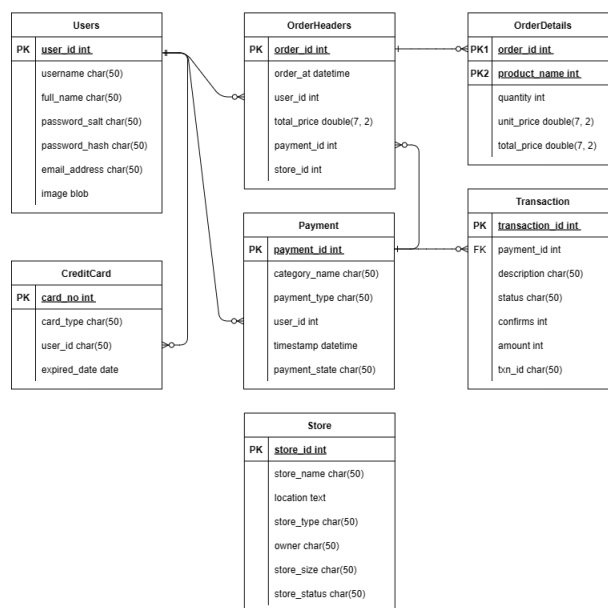 Users
PK user_id int
username char(50)
full_name char(50)
password_salt char(50)
password_hash char(50)
email_address char(50)
image blob
OrderHeaders
PK order_id int
order_at datetime
user_id int
total_price double(7, 2)
payment_id int
store_id int
OrderDetails
PK1 order_id int
PK2 product_name int
quantity int
unit_price double(7, 2)
total_price double(7, 2)
CreditCard
PK card_no int
card_type char(50)
user_id char(50)
expired_date date
Payment
PK payment_id int
category_name char(50)
payment_type char(50)
user_id int
timestamp datetime
payment_state char(50)
Transaction
PK transaction_id int
FK payment_id int
description char(50)
status char(50)
confirms int
amount int
txn_id char(50)
Store
PK store_id int
store_name char(50)
location text
store_type char(50)
owner char(50)
store_size char(50)
store_status char(50)